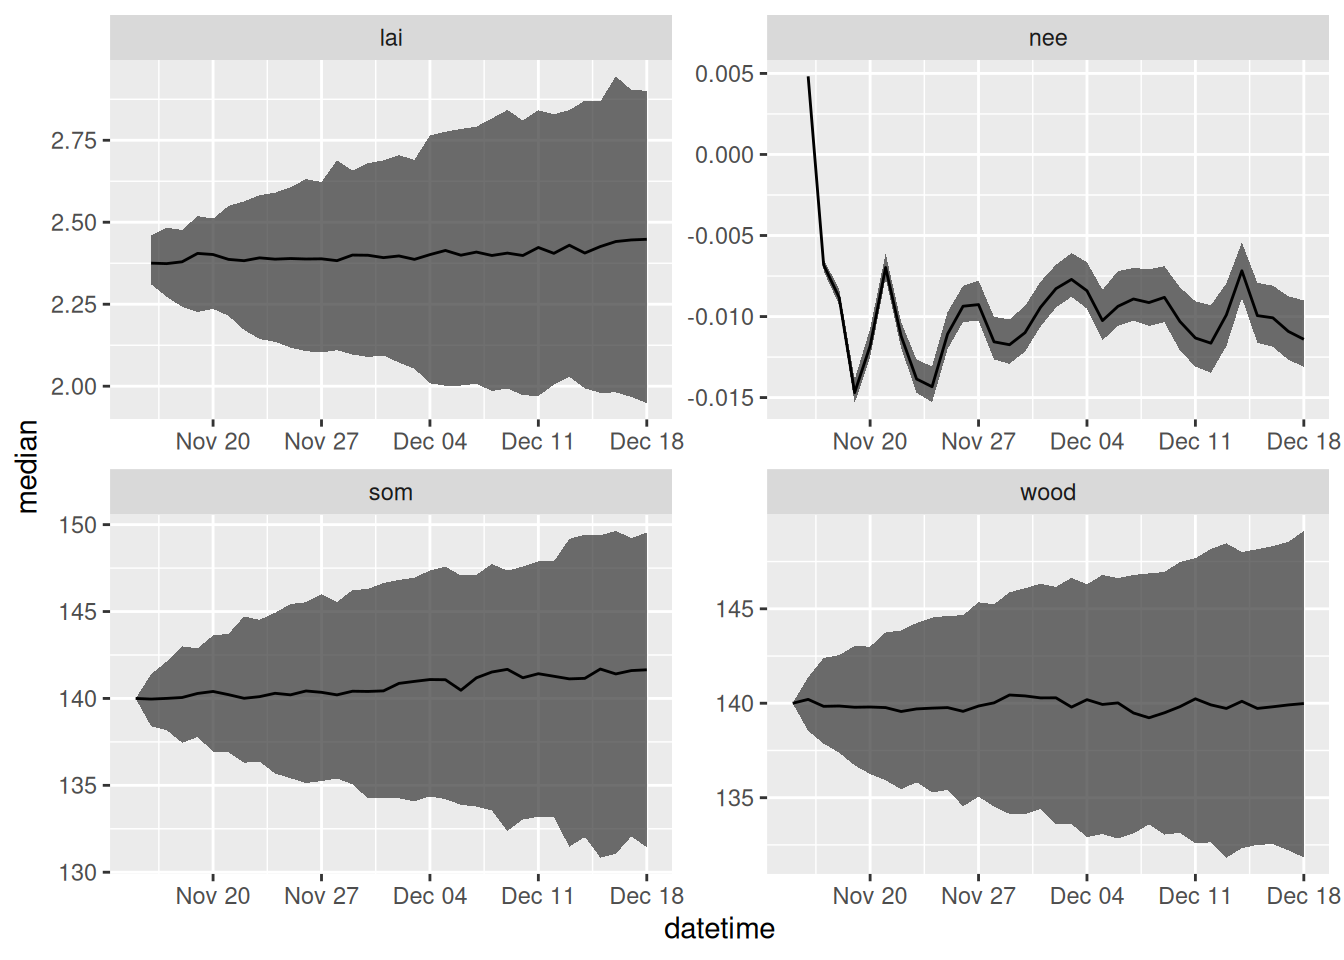 lai
nee
2.75
2.50
2.25
2.00
0.005
0.000
-0.005
-0.010
-0.015
Nov 20 Nov 27 Dec 04 Dec 11 Dec 18
Nov 20 Nov 27 Dec 04 Dec 11 Dec 18
median
som
wood
150
145
140
135
130
145
140
135
Nov 20 Nov 27 Dec 04 Dec 11 Dec 18
Nov 20 Nov 27 Dec 04 Dec 11 Dec 18
datetime